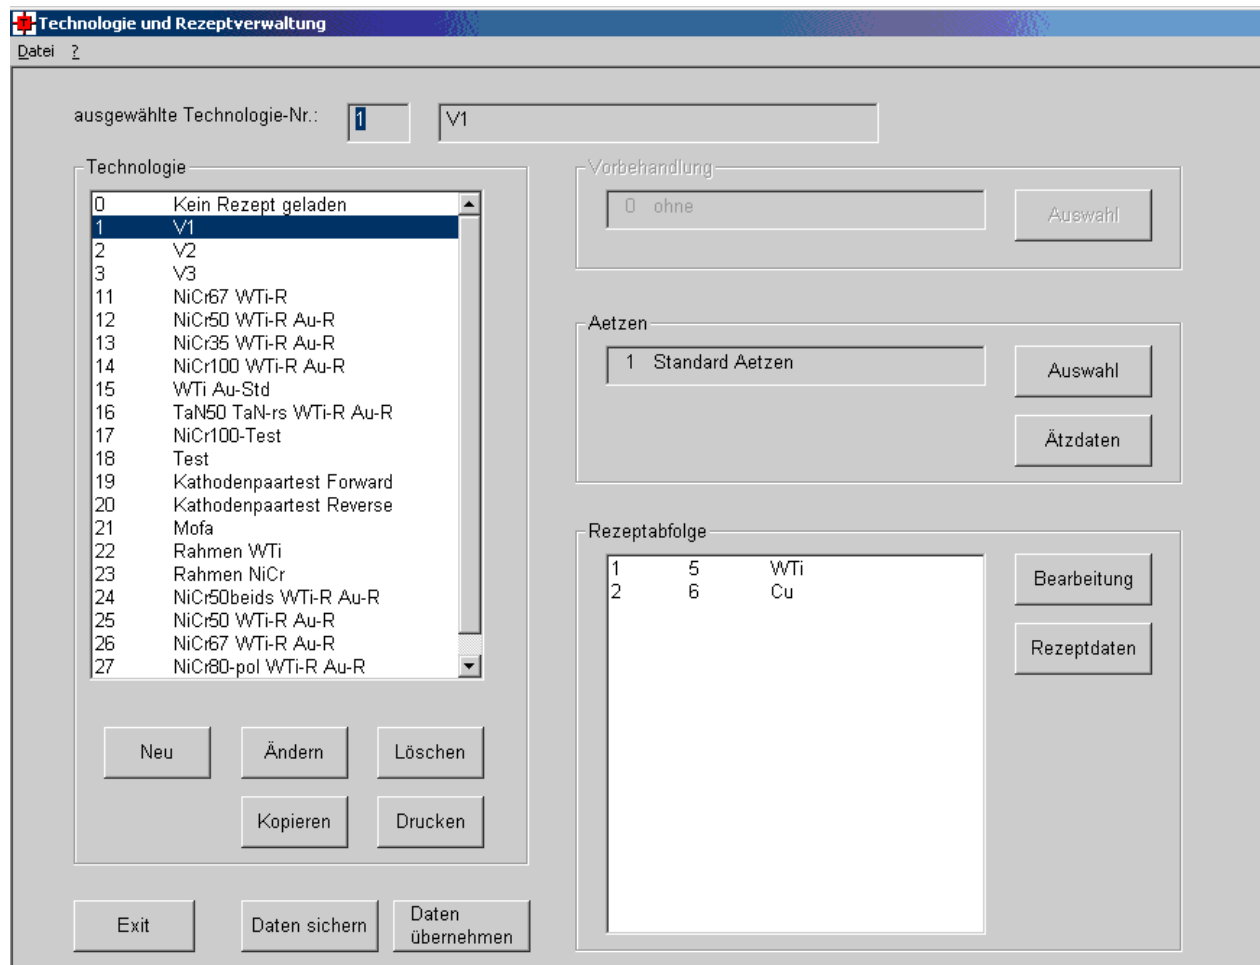 Technologie und Rezeptverwaltung
Datei ?
ausgewählte Technologie-Nr.: 1 V1
Technologie
0 Kein Rezept geladen
1 V1
2 V2
3 V3
11 NiCr67 WTi-R
12 NiCr50 WTi-R Au-R
13 NiCr35 WTi-R Au-R
14 NiCr100 WTi-R Au-R
15 WTi Au-Std
16 TaN50 TaN-rs WTi-R Au-R
17 NiCr100-Test
18 Test
19 Kathodenpaartest Forward
20 Kathodenpaartest Reverse
21 Mofa
22 Rahmen WTi
23 Rahmen NiCr
24 NiCr50beids WTi-R Au-R
25 NiCr50 WTi-R Au-R
26 NiCr67 WTi-R Au-R
27 NiCr80-pol WTi-R Au-R
Neu Ändern Löschen
Kopieren Drucken
Exit Daten sichern Daten
übernehmen
Vorbehandlung
0 ohne Auswahl
Aetzen
1 Standard Aetzen Auswahl
Ätzdaten
Rezeptabfolge
1 5 WTi
2 6 Cu
Bearbeitung
Rezeptdaten